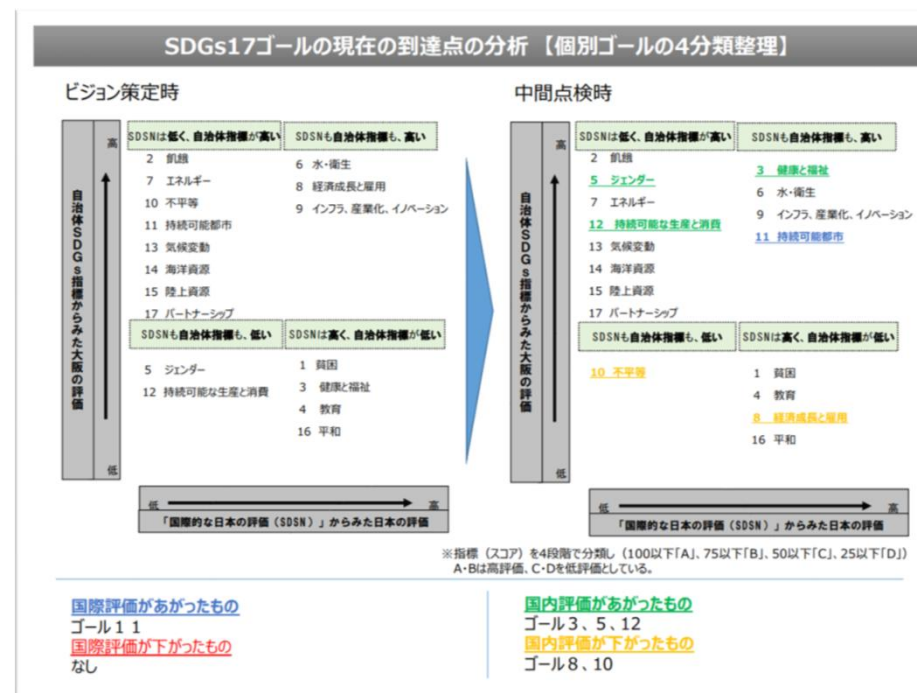 SDGs17ゴールの現在の到達点の分析 【個別ゴールの4分類整理】
ビジョン策定時
高
自治体SDGs指標からみた大阪の評価
低
SDSNは低く、自治体指標が高い
2 飢餓
7 エネルギー
10 不平等
11 持続可能都市
13 気候変動
14 海洋資源
15 陸上資源
17 パートナーシップ
SDSNも自治体指標も、高い
6 水・衛生
8 経済成長と雇用
9 インフラ、産業化、イノベーション
SDSNも自治体指標も、低い
5 ジェンダー
12 持続可能な生産と消費
SDSNは高く、自治体指標が低い
1 貧困
3 健康と福祉
4 教育
16 平和
低 高
「国際的な日本の評価(SDSN)」からみた日本の評価
中間点検時
高
自治体SDGs指標からみた大阪の評価
低
SDSNは低く、自治体指標が高い
2 飢餓
5 ジェンダー
7 エネルギー
12 持続可能な生産と消費
13 気候変動
14 海洋資源
15 陸上資源
17 パートナーシップ
SDSNも自治体指標も、高い
3 健康と福祉
6 水・衛生
9 インフラ、産業化、イノベーション
11 持続可能都市
SDSNも自治体指標も、低い
10 不平等
SDSNは高く、自治体指標が低い
1 貧困
4 教育
8 経済成長と雇用
16 平和
低 高
「国際的な日本の評価(SDSN)」からみた日本の評価
※指標(スコア)を4段階で分類し(100以下「A」、75以下「B」、50以下「C」、25以下「D」)
A・Bは高評価、C・Dを低評価としている。
国際評価があがったもの
ゴール11
国際評価が下がったもの
なし
国内評価があがったもの
ゴール3、5、12
国内評価が下がったもの
ゴール8、10